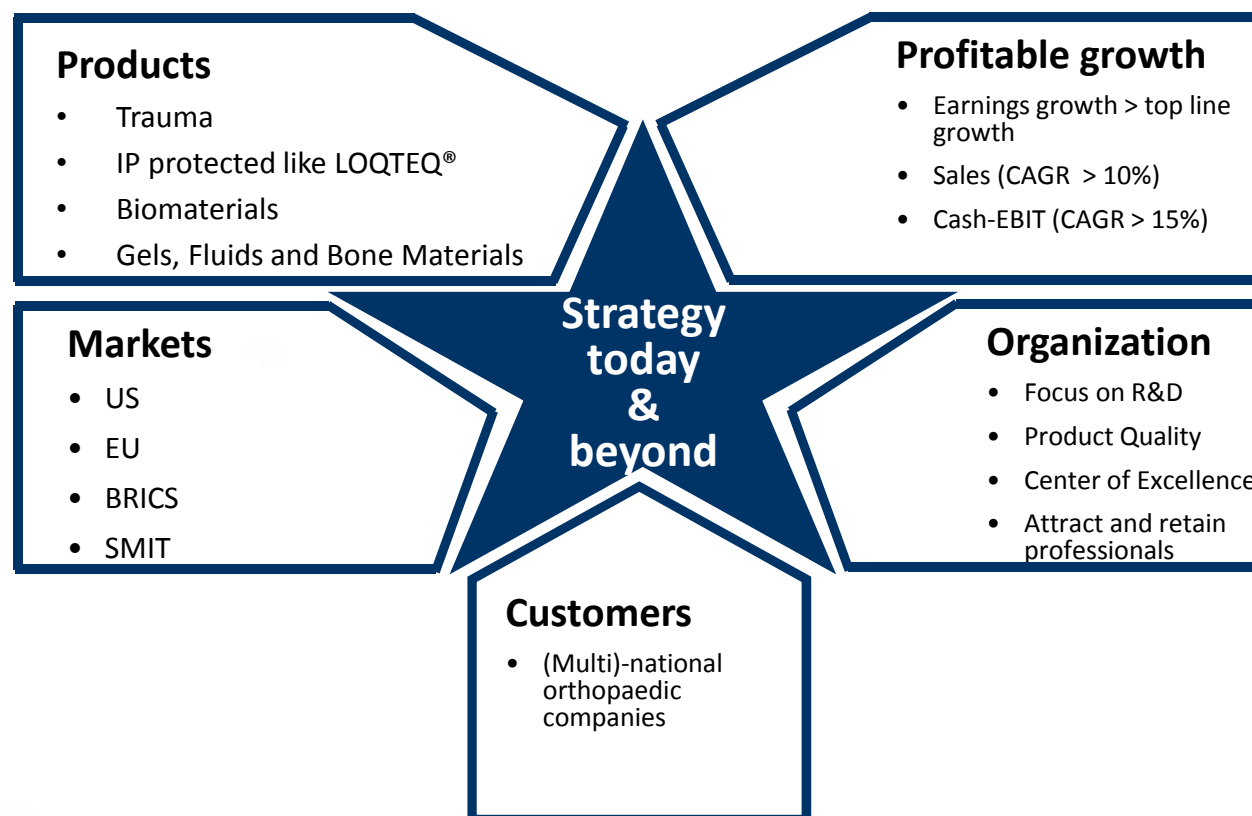 Products
• Trauma
• IP protected like LOQTEQ®
• Biomaterials
• Gels, Fluids and Bone Materials
Profitable growth
• Earnings growth > top line
growth
• Sales (CAGR > 10%)
• Cash-EBIT (CAGR > 15%)
Strategy
today
&
beyond
Markets
• US
• EU
• BRICS
• SMIT
Organization
• Focus on R&D
• Product Quality
• Center of Excellence
• Attract and retain
professionals
Customers
• (Multi)-national
orthopaedic
companies